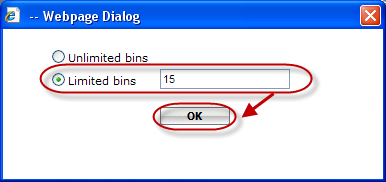 -- Webpage Dialog
Unlimited bins
Limited bins 15
OK